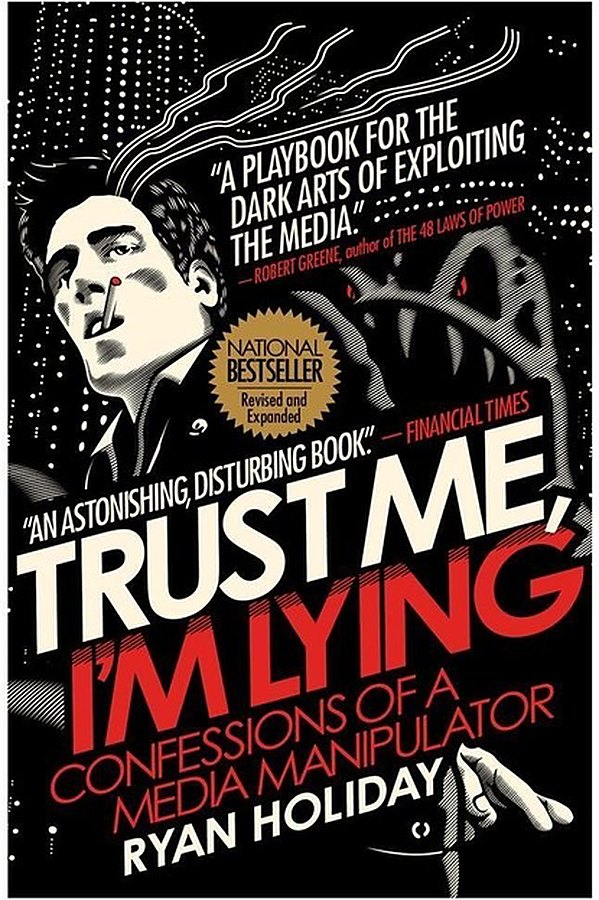 “A PLAYBOOK FOR THE
DARK ARTS OF EXPLOITING
THE MEDIA.”
—ROBERT GREENE, author of THE 48 LAWS OF POWER
NATIONAL
BESTSELLER
Revised and
Expanded
“AN ASTONISHING, DISTURBING BOOK.” — FINANCIAL TIMES
TRUST ME,
I'M LYING
CONFESSIONS OF A
MEDIA MANIPULATOR
RYAN HOLIDAY